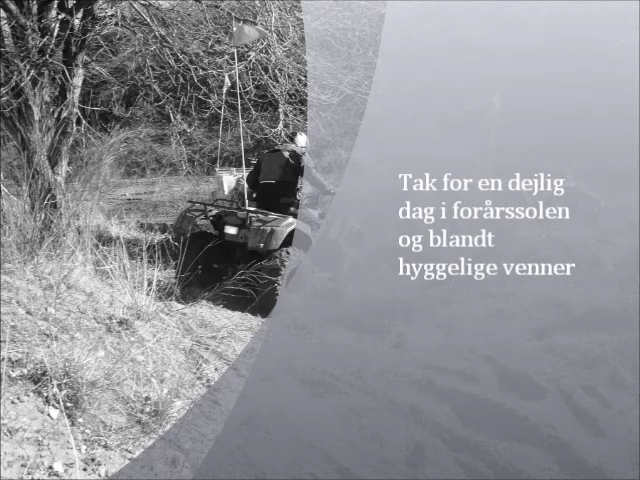 Tak for en dejlig
dag i forårssolen
og blandt
hyggelige venner